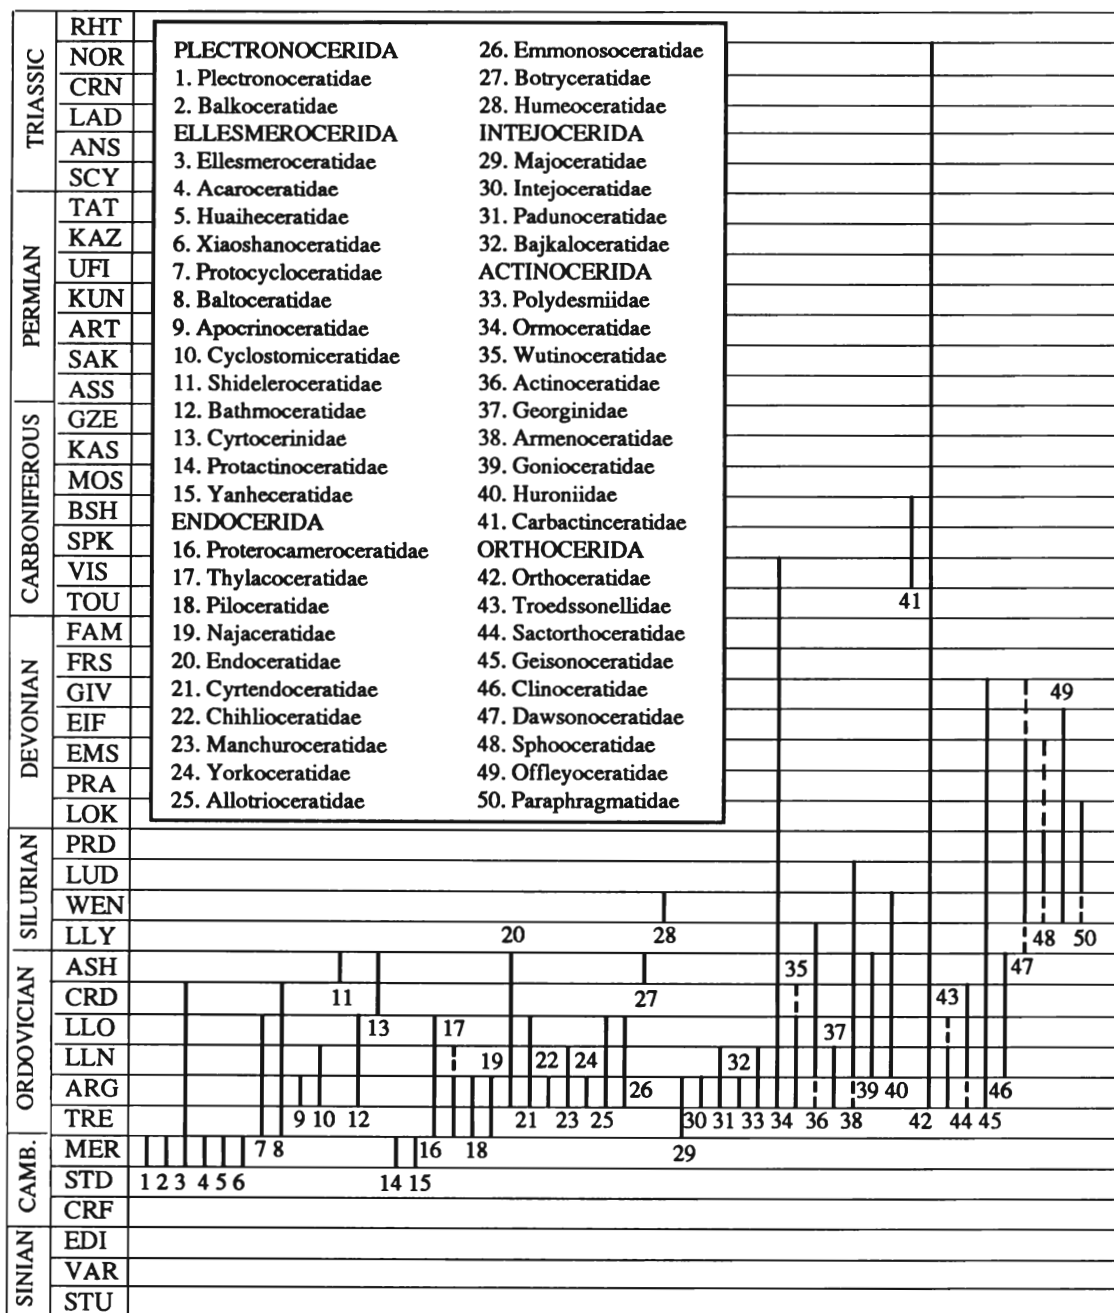 TRIASSIC
RHT
NOR
CRN
LAD
ANS
SCY
PERMIAN
TAT
KAZ
UFI
KUN
ART
SAK
ASS
CARBONIFEROUS
GZE
KAS
MOS
BSH
SPK
VIS
TOU
DEVONIAN
FAM
FRS
GIV
EIF
EMS
PRA
LOK
SILURIAN
PRD
LUD
WEN
LLY
ORDOVICIAN
ASH
CRD
LLO
LLN
ARG
TRE
CAMB.
MER
STD
CRF
SINIAN
EDI
VAR
STU
PLECTRONOCERIDA
1. Plectronoceratidae
2. Balkoceratidae
ELLESMEROCERIDA
3. Ellesmeroceratidae
4. Acaroceratidae
5. Huaiheceratidae
6. Xiaoshanoceratidae
7. Protocycloceratidae
8. Baltoceratidae
9. Apocrinoceratidae
10. Cyclostomiceratidae
11. Shideleroceratidae
12. Bathmoceratidae
13. Cyrtocerinidae
14. Protactinoceratidae
15. Yanheceratidae
ENDOCERIDA
16. Proterocameroceratidae
17. Thylacoceratidae
18. Piloceratidae
19. Najaceratidae
20. Endoceratidae
21. Cyrtendoceratidae
22. Chihlioceratidae
23. Manchuroceratidae
24. Yorkoceratidae
25. Allotrioceratidae
26. Emmonosoceratidae
27. Botryceratidae
28. Humeoceratidae
INTEJOCERIDA
29. Majoceratidae
30. Intejoceratidae
31. Padunoceratidae
32. Bajkaloceratidae
ACTINOCERIDA
33. Polydesmiidae
34. Ormoceratidae
35. Wutinoceratidae
36. Actinoceratidae
37. Georginidae
38. Armenoceratidae
39. Gonioceratidae
40. Huroniidae
41. Carbactinceratidae
ORTHOCERIDA
42. Orthoceratidae
43. Troedssonellidae
44. Sactorthoceratidae
45. Geisonoceratidae
46. Clinoceratidae
47. Dawsonoceratidae
48. Sphooceratidae
49. Offleyoceratidae
50. Paraphragmatidae
41
49
20 28 48 50
35 47
11 27 43
13 17 37
19 22 24 32
26 39 40 46
9 10 12 21 23 25 30 31 33 34 36 38 42 44 45
7 8 16 18 29
1 2 3 4 5 6 14 15